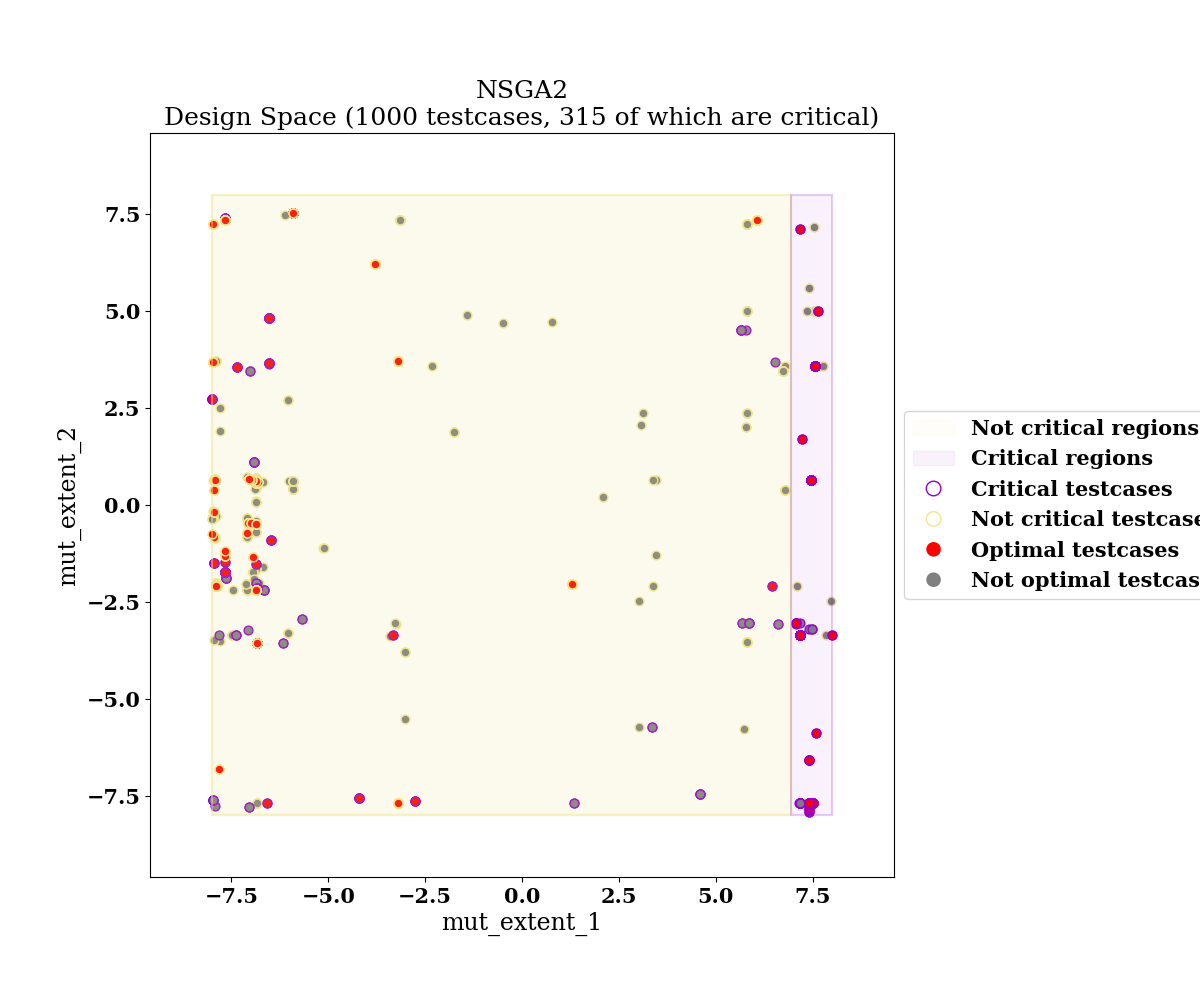 NSGA2
Design Space (1000 testcases, 315 of which are critical)
7.5
5.0
2.5
0.0
−2.5
−5.0
−7.5
mut_extent_2
−7.5 −5.0 −2.5 0.0 2.5 5.0 7.5
mut_extent_1
Not critical regions
Critical regions
Critical testcases
Not critical testcase
Optimal testcases
Not optimal testcas